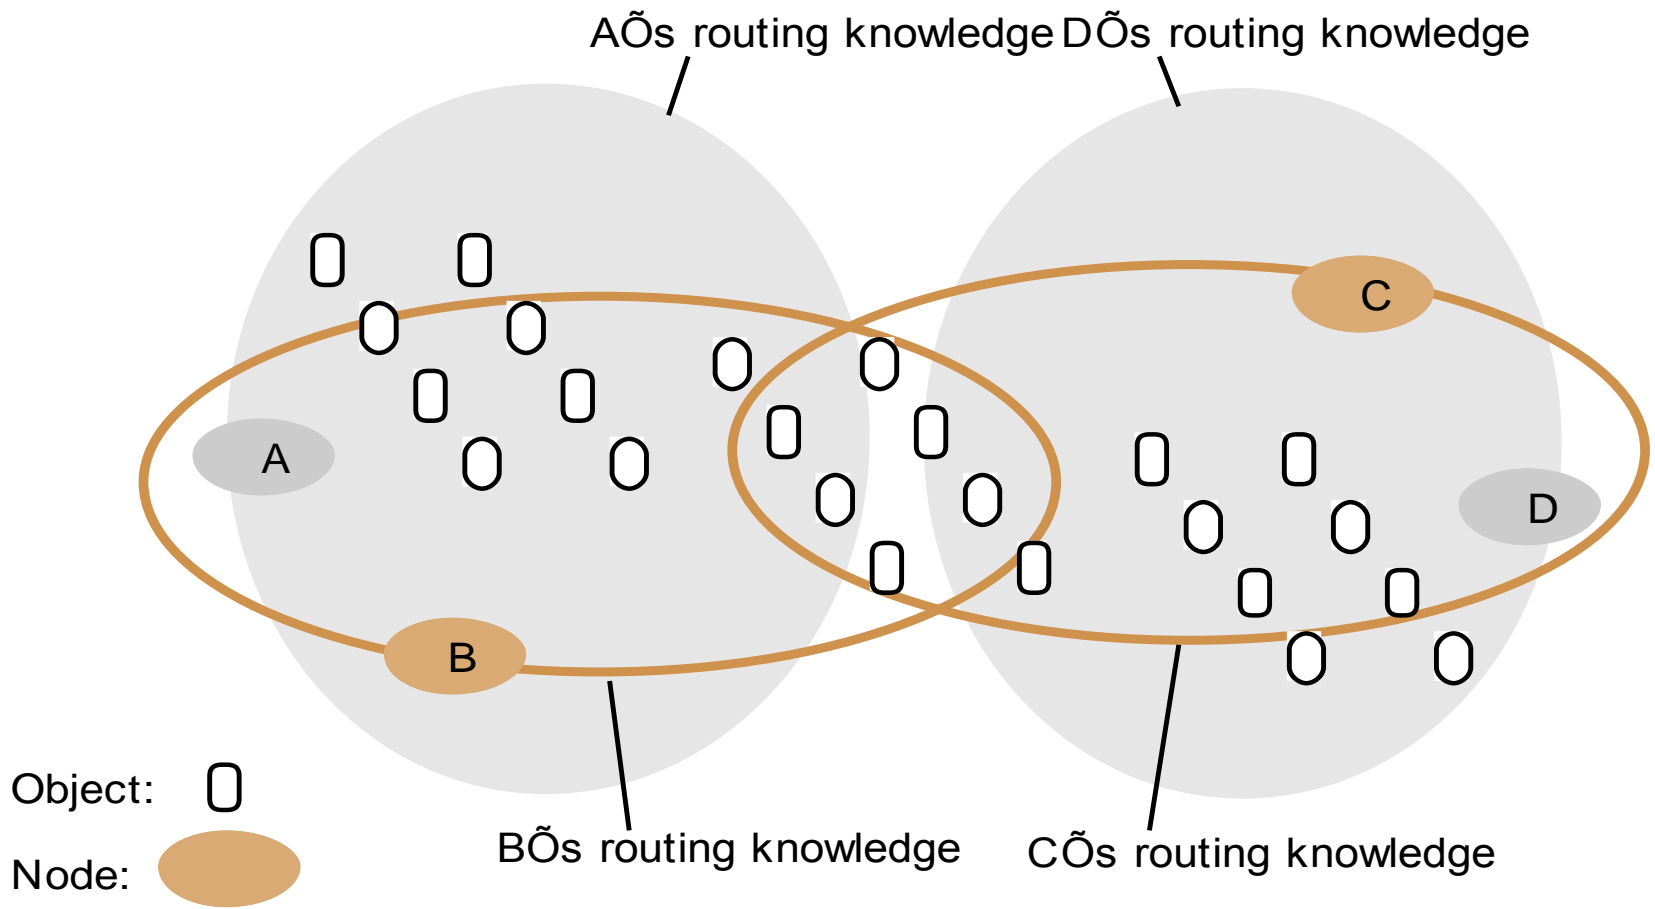 AÕs routing knowledge DÕs routing knowledge
C
A
D
B
Object:
BÕs routing knowledge
CÕs routing knowledge
Node: